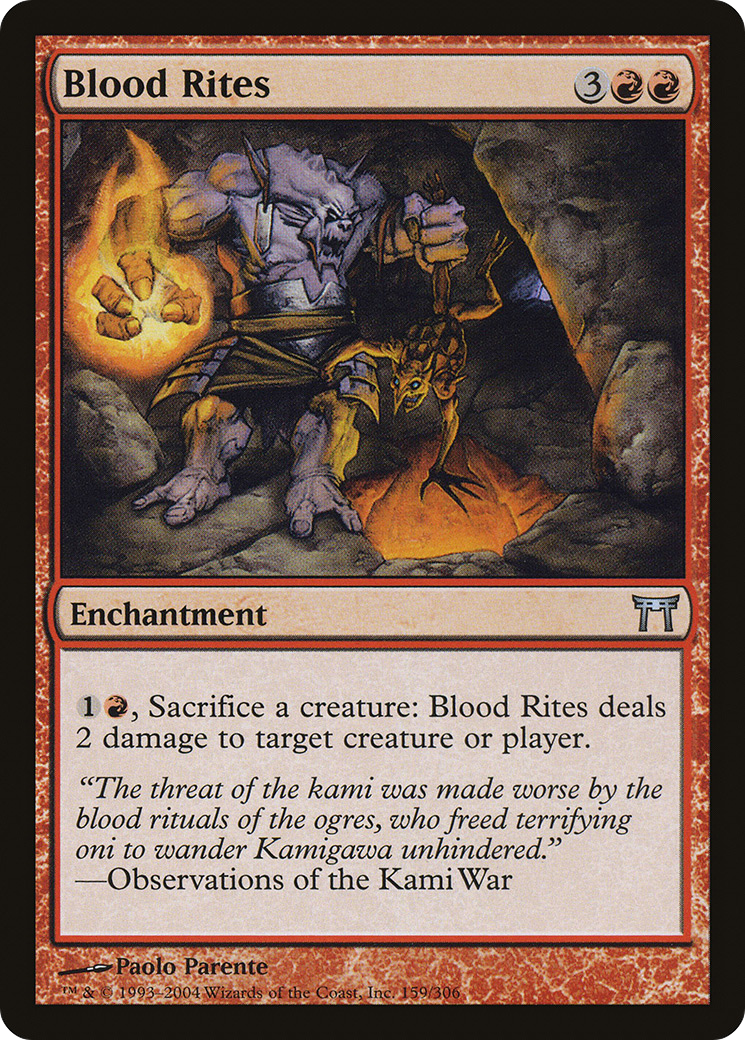 Blood Rites 3
Enchantment
1, Sacrifice a creature: Blood Rites deals
2 damage to target creature or player.
“The threat of the kami was made worse by the
blood rituals of the ogres, who freed terrifying
oni to wander Kamigawa unhindered.”
—Observations of the Kami War
Paolo Parente
™ & © 1993–2004 Wizards of the Coast, Inc. 159/306